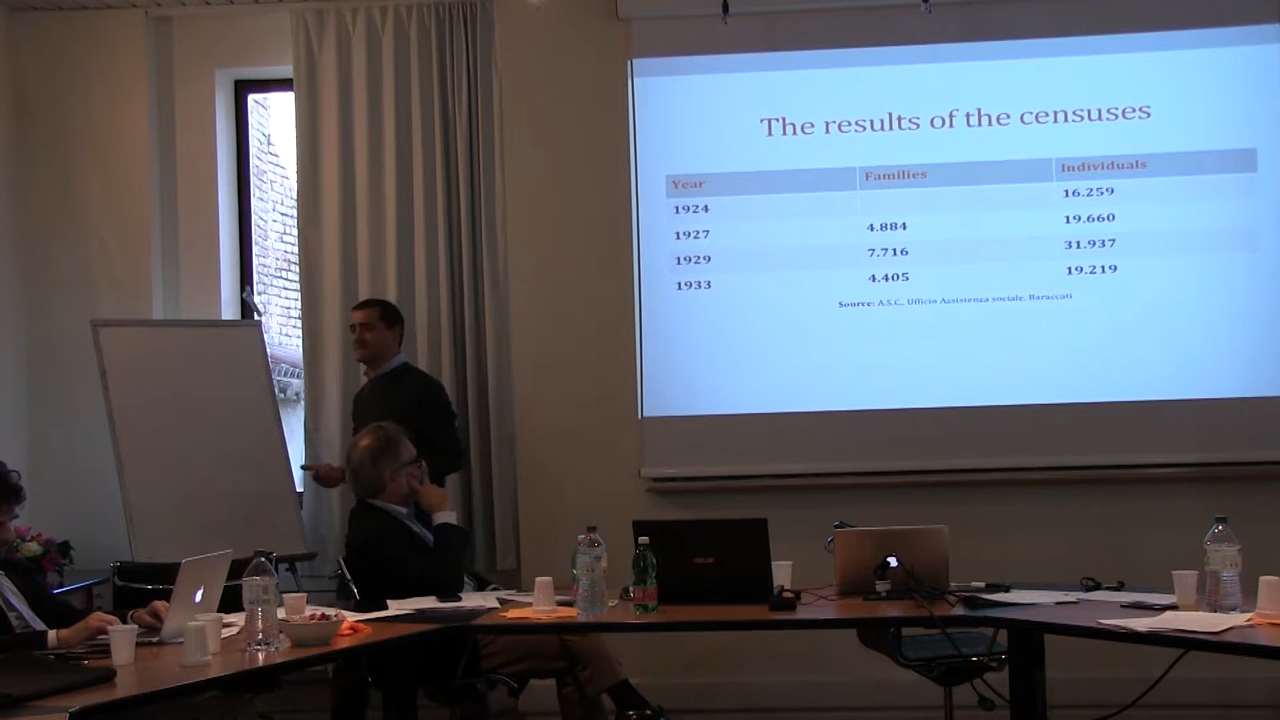 The results of the censuses
Year Families Individuals
1924 16.259
1927 4.884 19.660
1929 7.716 31.937
1933 4.405 19.219
Source: A.S.C., Ufficio Assistenza sociale, Baraccati